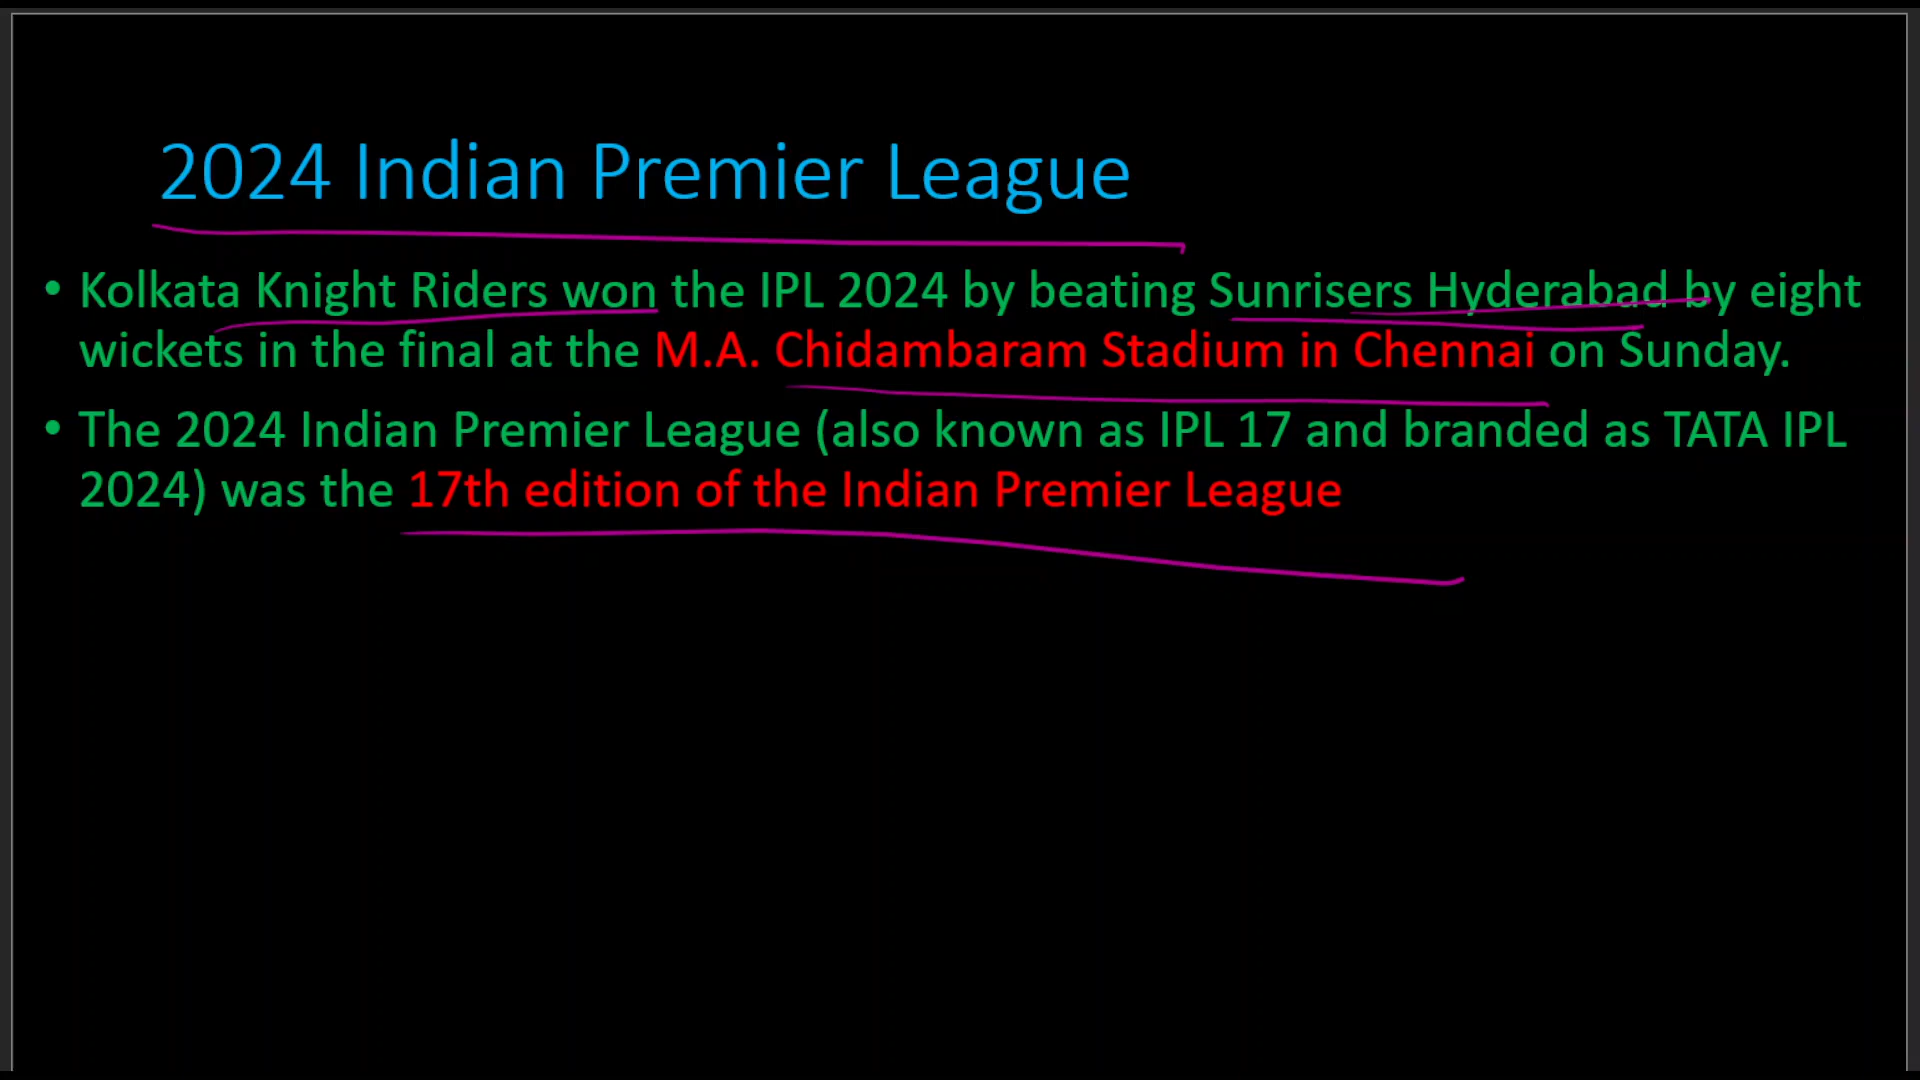 2024 Indian Premier League
• Kolkata Knight Riders won the IPL 2024 by beating Sunrisers Hyderabad by eight
wickets in the final at the M.A. Chidambaram Stadium in Chennai on Sunday.
• The 2024 Indian Premier League (also known as IPL 17 and branded as TATA IPL
2024) was the 17th edition of the Indian Premier League